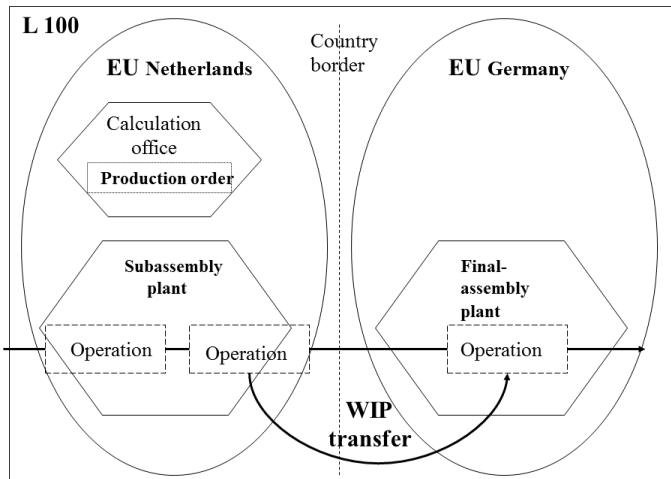 L 100
EU Netherlands
Country
border
EU Germany
Calculation
office
Production order
Subassembly
plant
Final-
assembly
plant
Operation
Operation
Operation
WIP
transfer